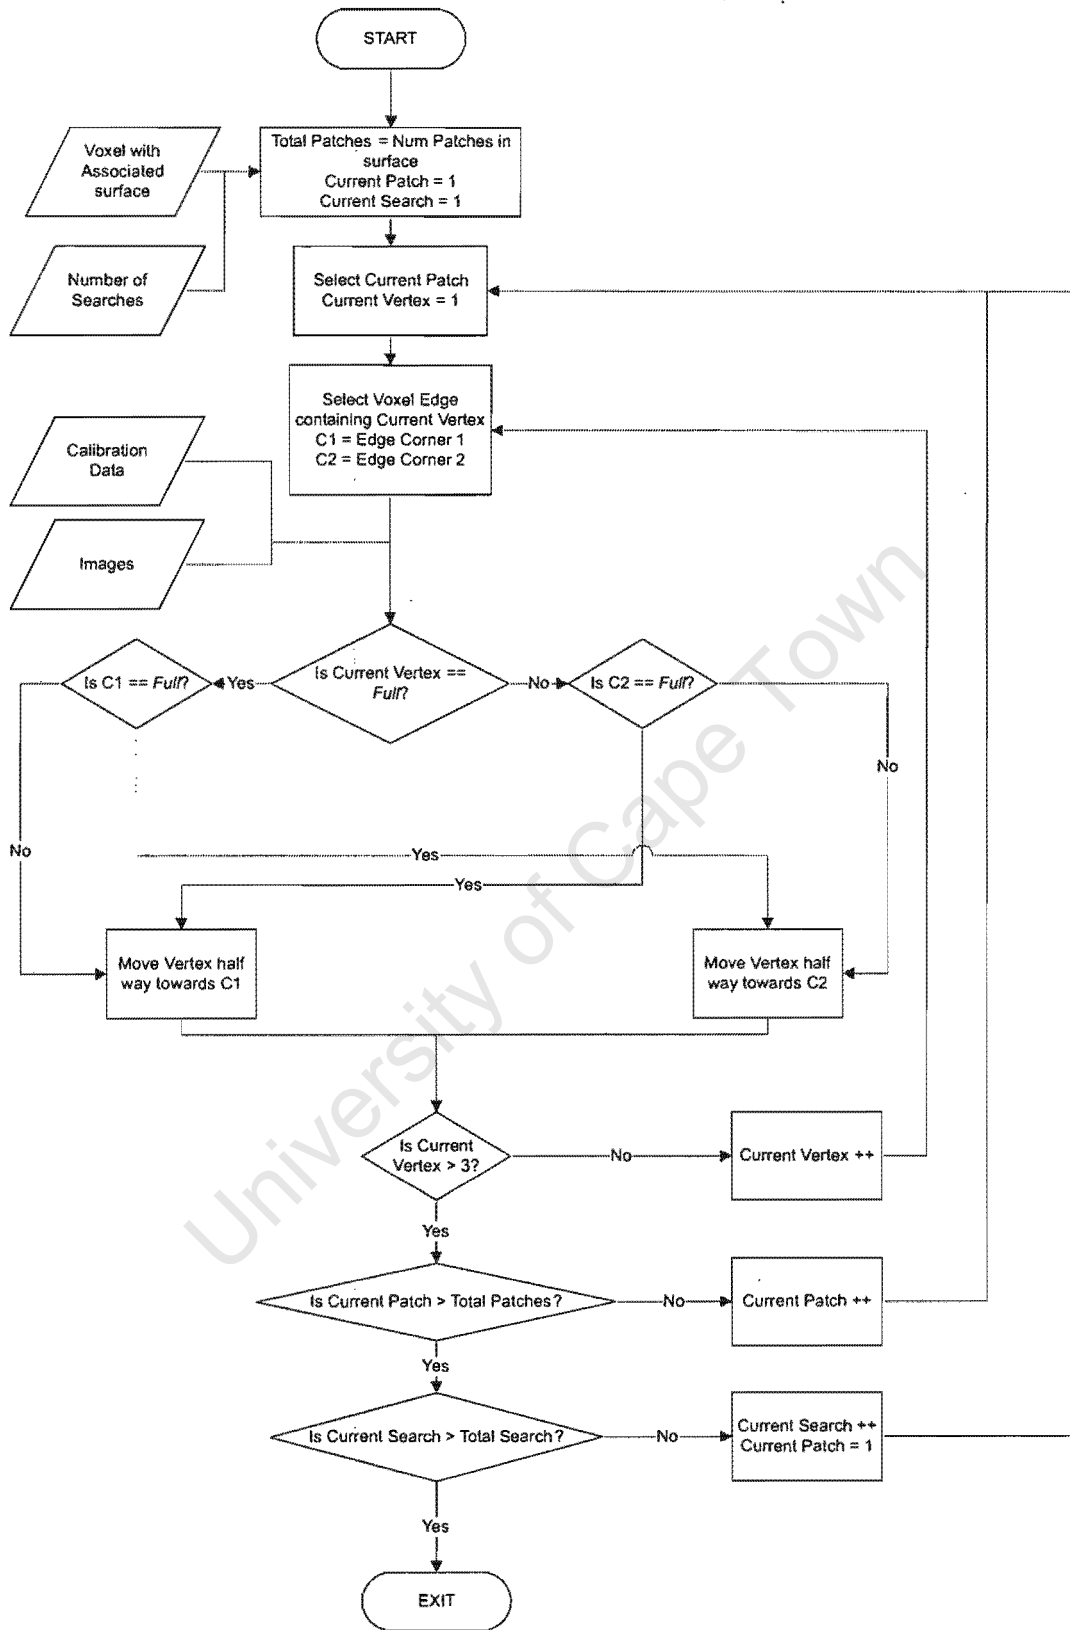 START
Voxel with
Associated
surface
Total Patches = Num Patches in
surface
Current Patch = 1
Current Search = 1
Number of
Searches
Select Current Patch
Current Vertex = 1
Select Voxel Edge
containing Current Vertex
C1 = Edge Corner 1
C2 = Edge Corner 2
Calibration
Data
Images
Is C1 == Full?
Yes
Is Current Vertex ==
Full?
No
Is C2 == Full?
No
No
Yes
Yes
Move Vertex half
way towards C1
Move Vertex half
way towards C2
Is Current
Vertex > 3?
No
Current Vertex ++
Yes
Is Current Patch > Total Patches?
No
Current Patch ++
Yes
Is Current Search > Total Search?
No
Current Search ++
Current Patch = 1
Yes
EXIT
University of Cape Town